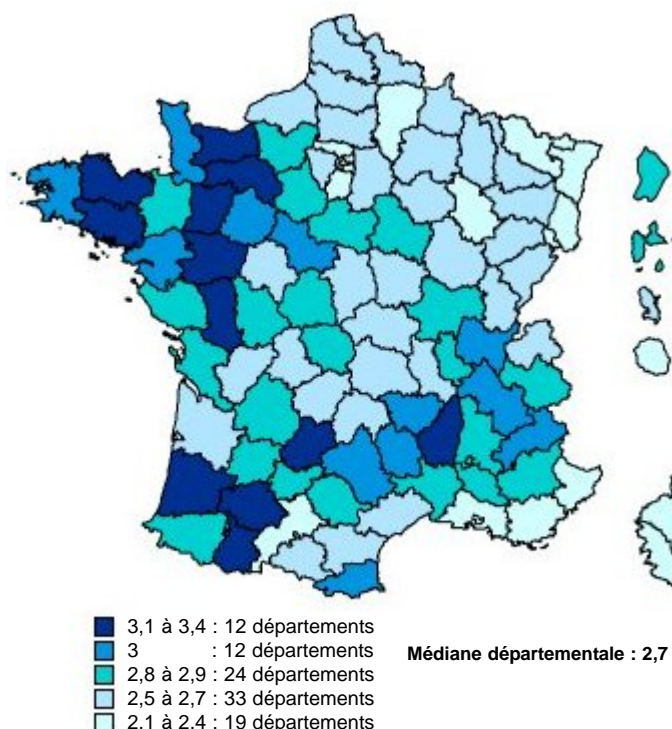 3,1 à 3,4 : 12 départements
3 : 12 départements
Médiane départementale : 2,7
2,8 à 2,9 : 24 départements
2,5 à 2,7 : 33 départements
2,1 à 2,4 : 19 départements